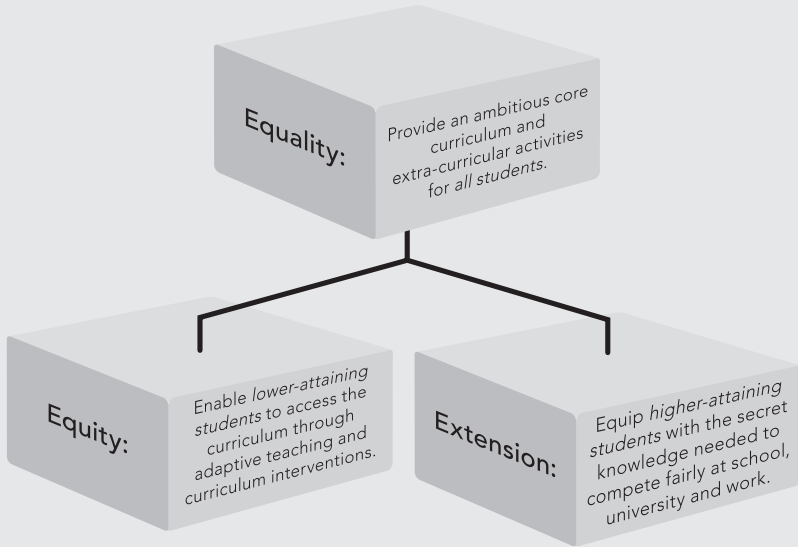 Equality:
Provide an ambitious core
curriculum and
extra-curricular activities
for all students.
Equity:
Enable lower-attaining
students to access the
curriculum through
adaptive teaching and
curriculum interventions.
Extension:
Equip higher-attaining
students with the secret
knowledge needed to
compete fairly at school,
university and work.